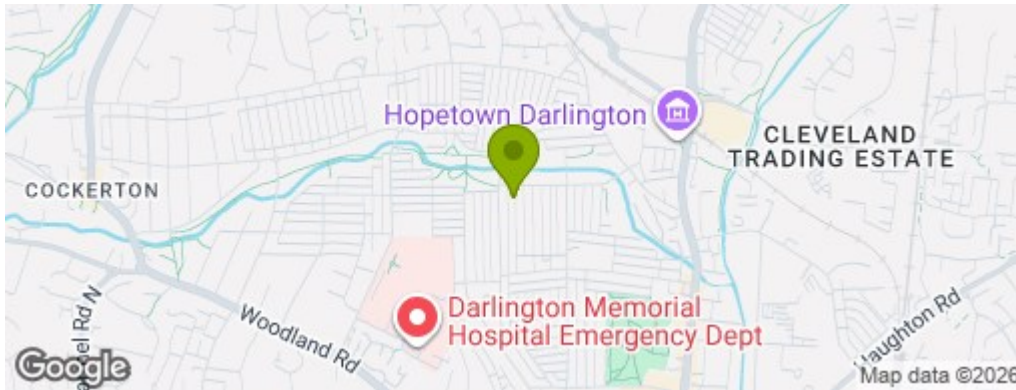 Hopetown Darlington
CLEVELAND
TRADING ESTATE
COCKERTON
Darlington Memorial
Hospital Emergency Dept
Woodland Rd
Rd N
Haughton Rd
Google
Map data ©2026